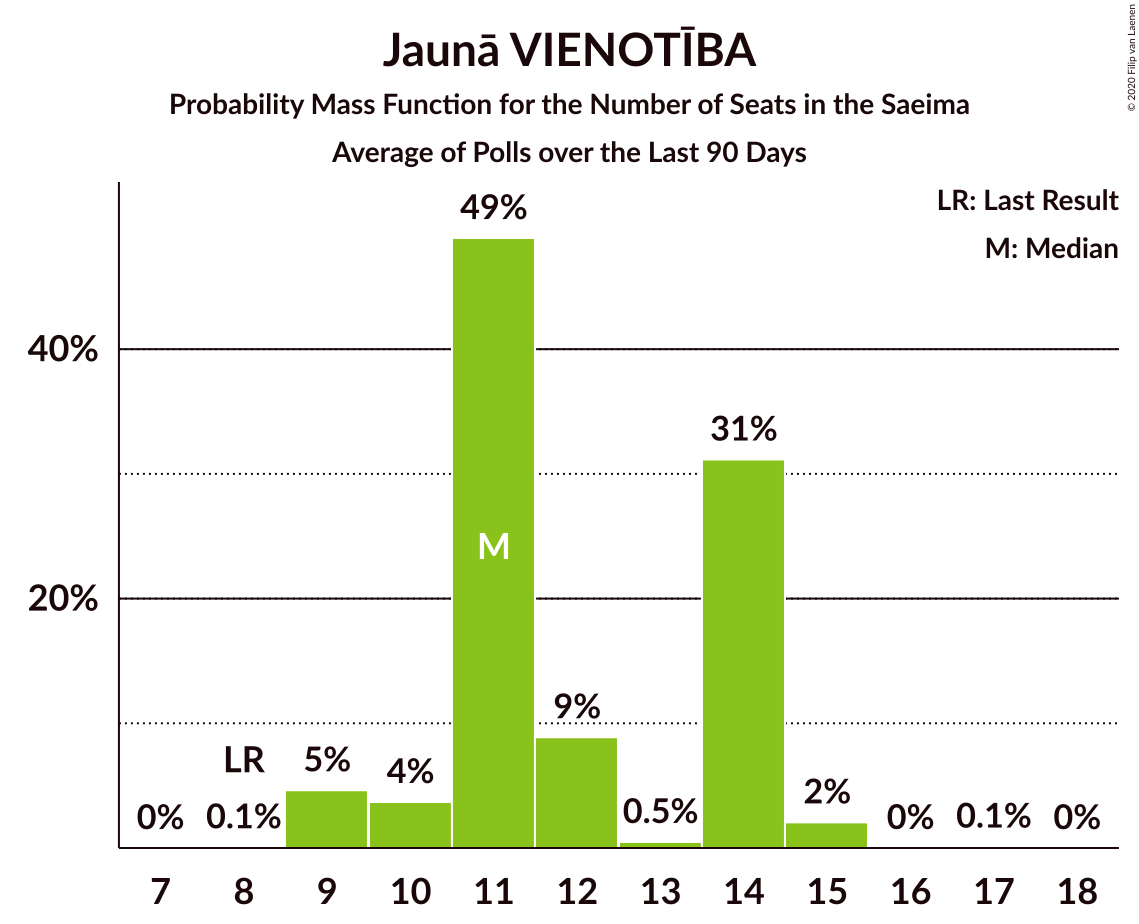 Jaunā VIENOTĪBA
Probability Mass Function for the Number of Seats in the Saeima
Average of Polls over the Last 90 Days
© 2020 Filip van Laenen
LR: Last Result
M: Median
40%
20%
0%
LR
0.1%
5%
4%
49%
M
9%
0.5%
31%
2%
0%
0.1%
0%
7 8 9 10 11 12 13 14 15 16 17 18